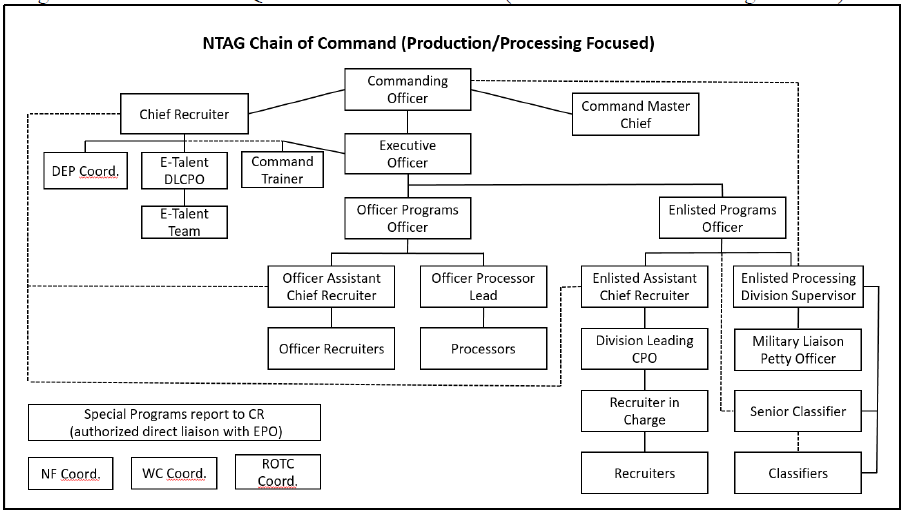 NTAG Chain of Command (Production/Processing Focused)
Commanding
Officer
Chief Recruiter
Command Master
Chief
Executive
Officer
DEP Coord.
E-Talent
DLCPO
Command
Trainer
E-Talent
Team
Officer Programs
Officer
Enlisted Programs
Officer
Officer Assistant
Chief Recruiter
Officer Processor
Lead
Enlisted Assistant
Chief Recruiter
Enlisted Processing
Division Supervisor
Officer Recruiters
Processors
Division Leading
CPO
Military Liaison
Petty Officer
Recruiter in
Charge
Senior Classifier
Recruiters
Classifiers
Special Programs report to CR
(authorized direct liaison with EPO)
NF Coord.
WC Coord.
ROTC
Coord.